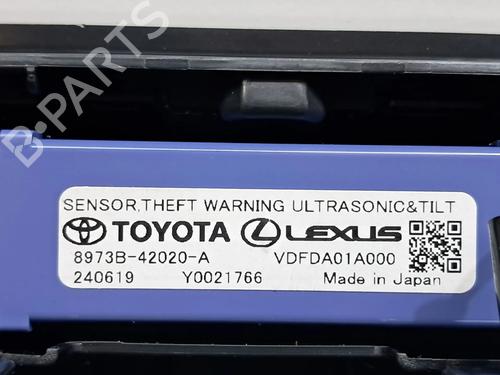 SENSOR,THEFT WARNING ULTRASONIC&TILT
TOYOTA LEXUS
8973B-42020-A VDFDA01A000
240619 Y0021766 Made in Japan
B-PARTS